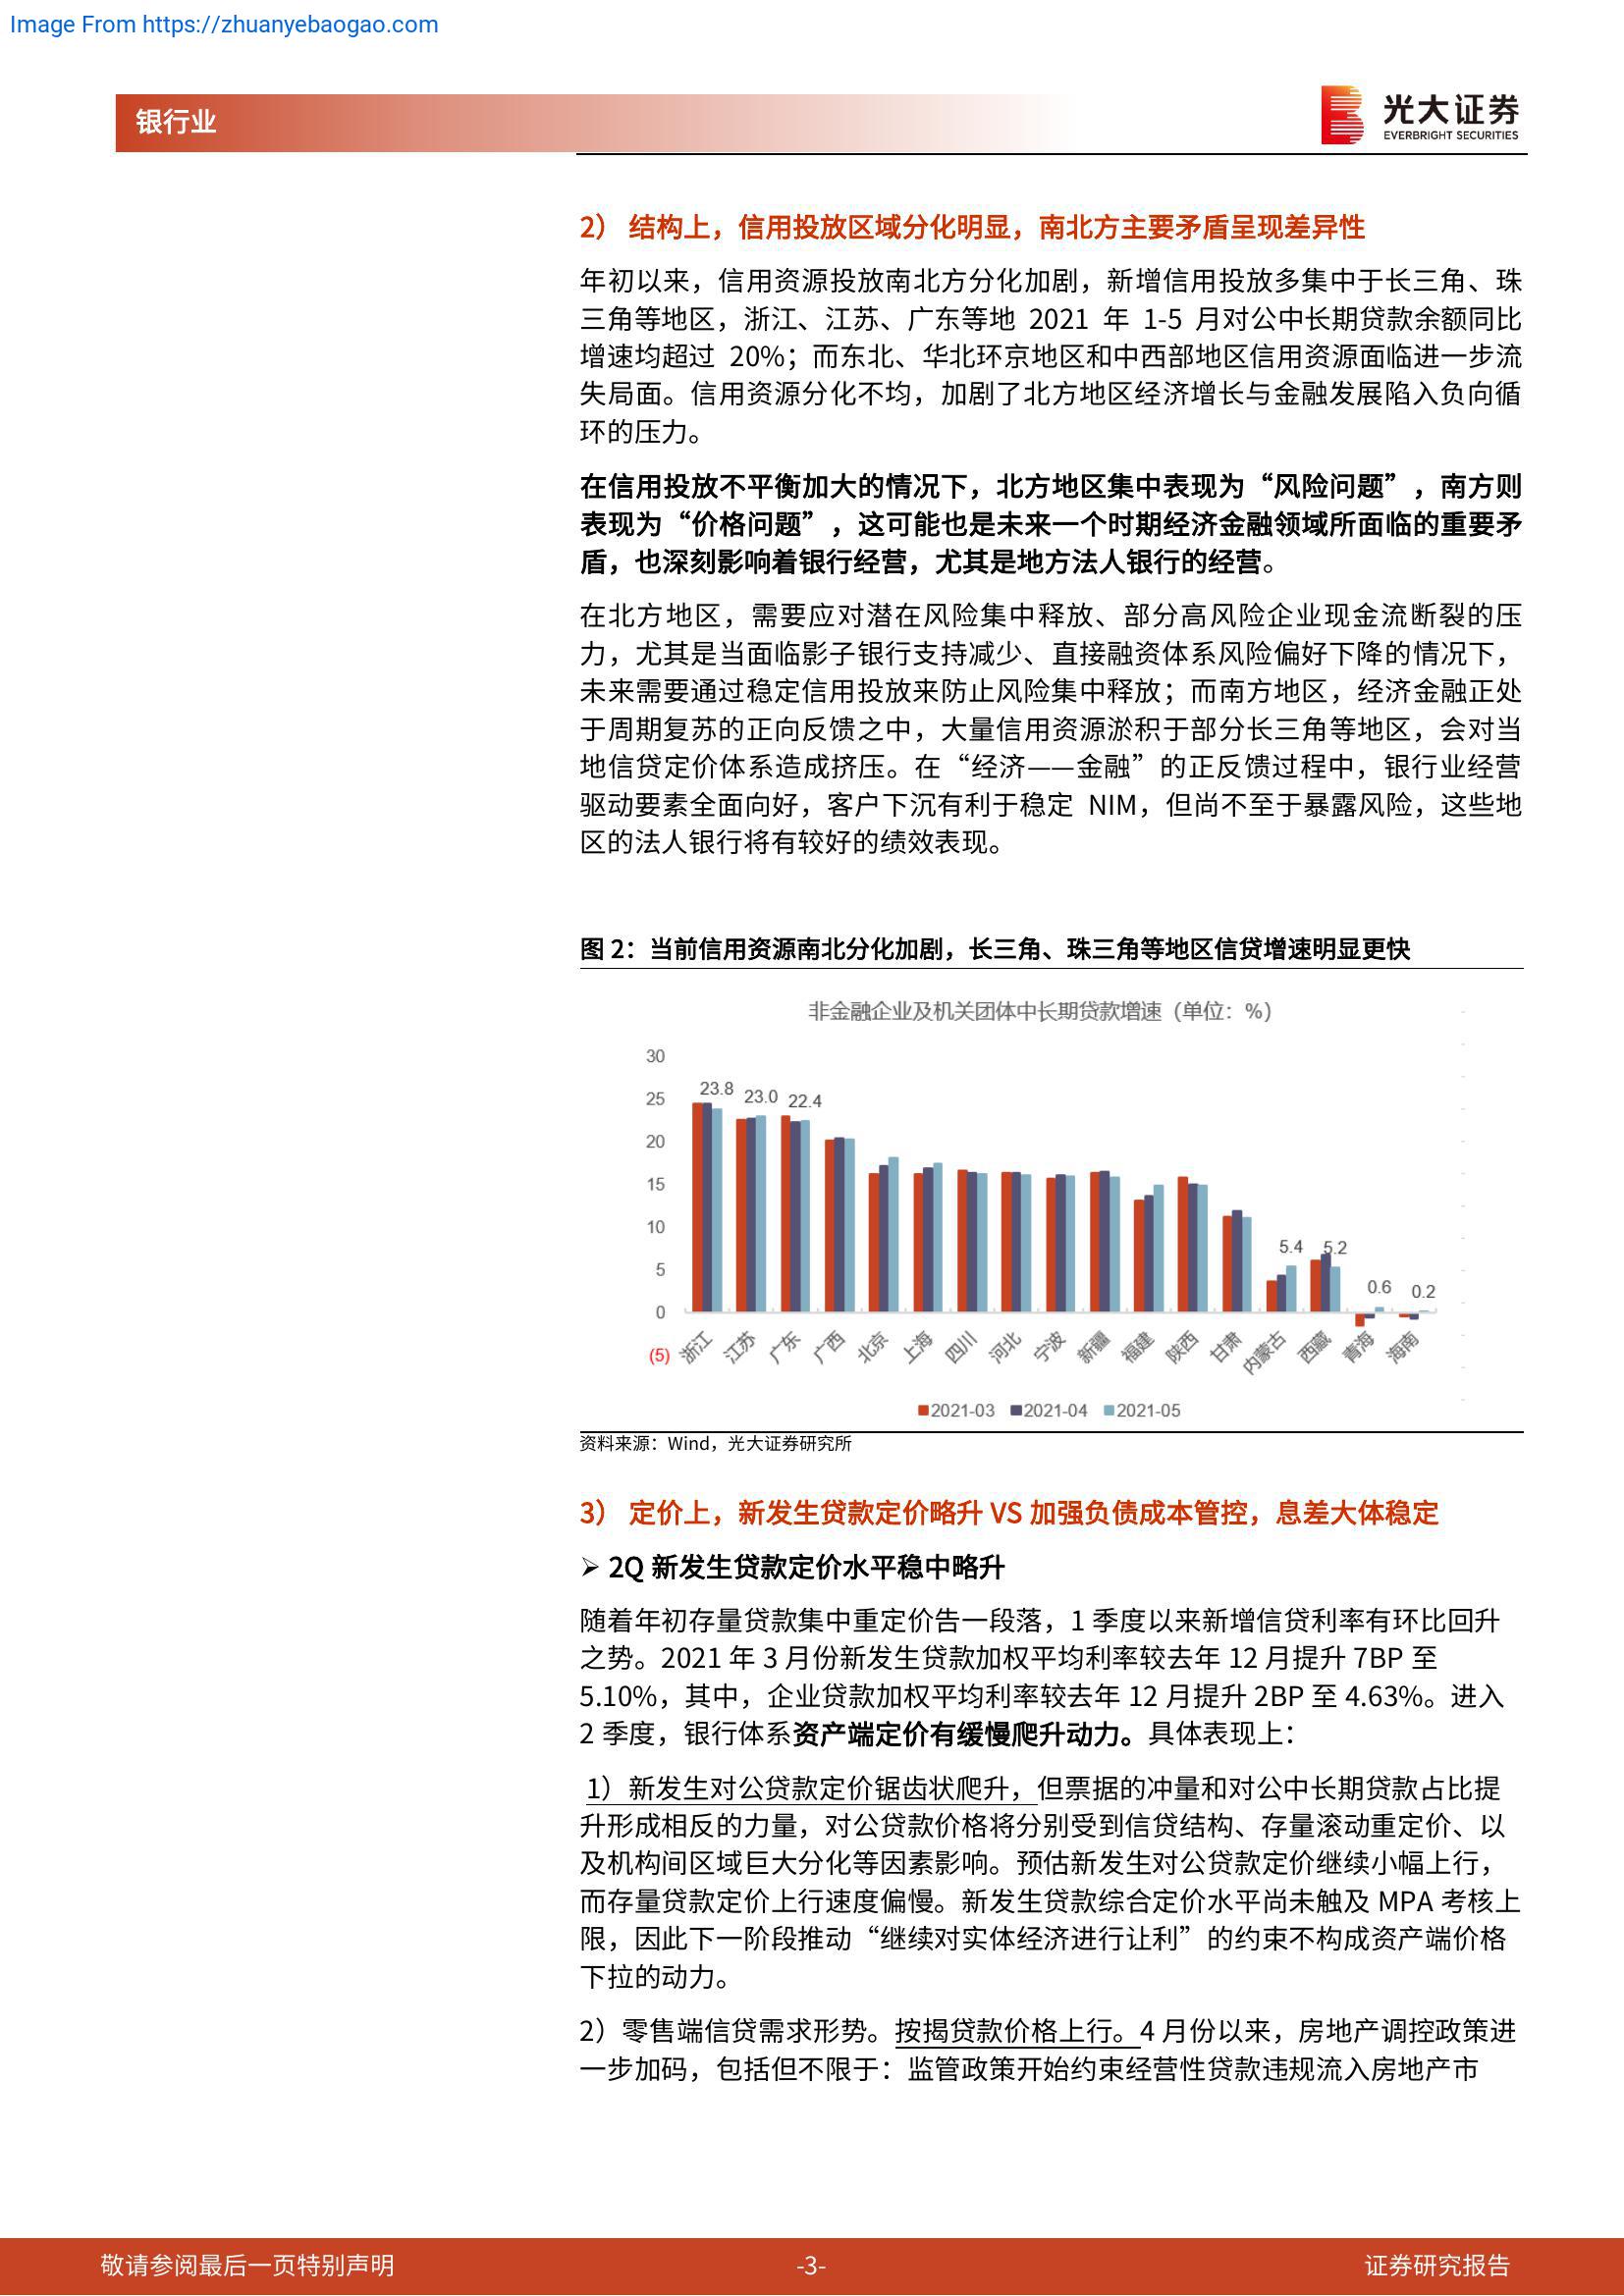 Image From https://zhuanyebaogao.com
银行业
光大证券
EVERBRIGHT SECURITIES
2） 结构上，信用投放区域分化明显，南北方主要矛盾呈现差异性
年初以来，信用资源投放南北方分化加剧，新增信用投放多集中于长三角、珠
三角等地区，浙江、江苏、广东等地 2021 年 1-5 月对公中长期贷款余额同比
增速均超过 20%；而东北、华北环京地区和中西部地区信用资源面临进一步流
失局面。信用资源分化不均，加剧了北方地区经济增长与金融发展陷入负向循
环的压力。
在信用投放不平衡加大的情况下，北方地区集中表现为“风险问题”，南方则
表现为“价格问题”，这可能也是未来一个时期经济金融领域所面临的重要矛
盾，也深刻影响着银行经营，尤其是地方法人银行的经营。
在北方地区，需要应对潜在风险集中释放、部分高风险企业现金流断裂的压
力，尤其是当面临影子银行支持减少、直接融资体系风险偏好下降的情况下，
未来需要通过稳定信用投放来防止风险集中释放；而南方地区，经济金融正处
于周期复苏的正向反馈之中，大量信用资源淤积于部分长三角等地区，会对当
地信贷定价体系造成挤压。在“经济——金融”的正反馈过程中，银行业经营
驱动要素全面向好，客户下沉有利于稳定 NIM，但尚不至于暴露风险，这些地
区的法人银行将有较好的绩效表现。
图 2：当前信用资源南北分化加剧，长三角、珠三角等地区信贷增速明显更快
非金融企业及机关团体中长期贷款增速（单位：%）
30
25
20
15
10
5
0
(5)
23.8 23.0 22.4
5.4 5.2
0.6 0.2
浙江 江苏 广东 广西 北京 上海 四川 河北 宁波 新疆 福建 陕西 甘肃 内蒙古 西藏 青海 海南
2021-03 2021-04 2021-05
资料来源：Wind，光大证券研究所
3） 定价上，新发生贷款定价略升 VS 加强负债成本管控，息差大体稳定
➢ 2Q 新发生贷款定价水平稳中略升
随着年初存量贷款集中重定价告一段落，1 季度以来新增信贷利率有环比回升
之势。2021 年 3 月份新发生贷款加权平均利率较去年 12 月提升 7BP 至
5.10%，其中，企业贷款加权平均利率较去年 12 月提升 2BP 至 4.63%。进入
2 季度，银行体系资产端定价有缓慢爬升动力。具体表现上：
1）新发生对公贷款定价锯齿状爬升，但票据的冲量和对公中长期贷款占比提
升形成相反的力量，对公贷款价格将分别受到信贷结构、存量滚动重定价、以
及机构间区域巨大分化等因素影响。预估新发生对公贷款定价继续小幅上行，
而存量贷款定价上行速度偏慢。新发生贷款综合定价水平尚未触及 MPA 考核上
限，因此下一阶段推动“继续对实体经济进行让利”的约束不构成资产端价格
下拉的动力。
2）零售端信贷需求形势。按揭贷款价格上行。4 月份以来，房地产调控政策进
一步加码，包括但不限于：监管政策开始约束经营性贷款违规流入房地产市
敬请参阅最后一页特别声明
-3-
证券研究报告